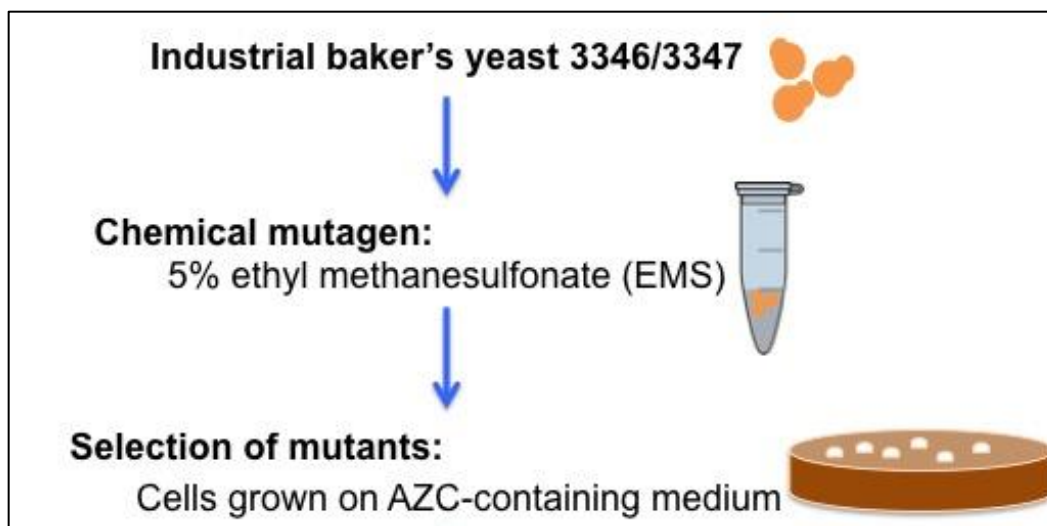 Industrial baker’s yeast 3346/3347
Chemical mutagen:
5% ethyl methanesulfonate (EMS)
Selection of mutants:
Cells grown on AZC-containing medium